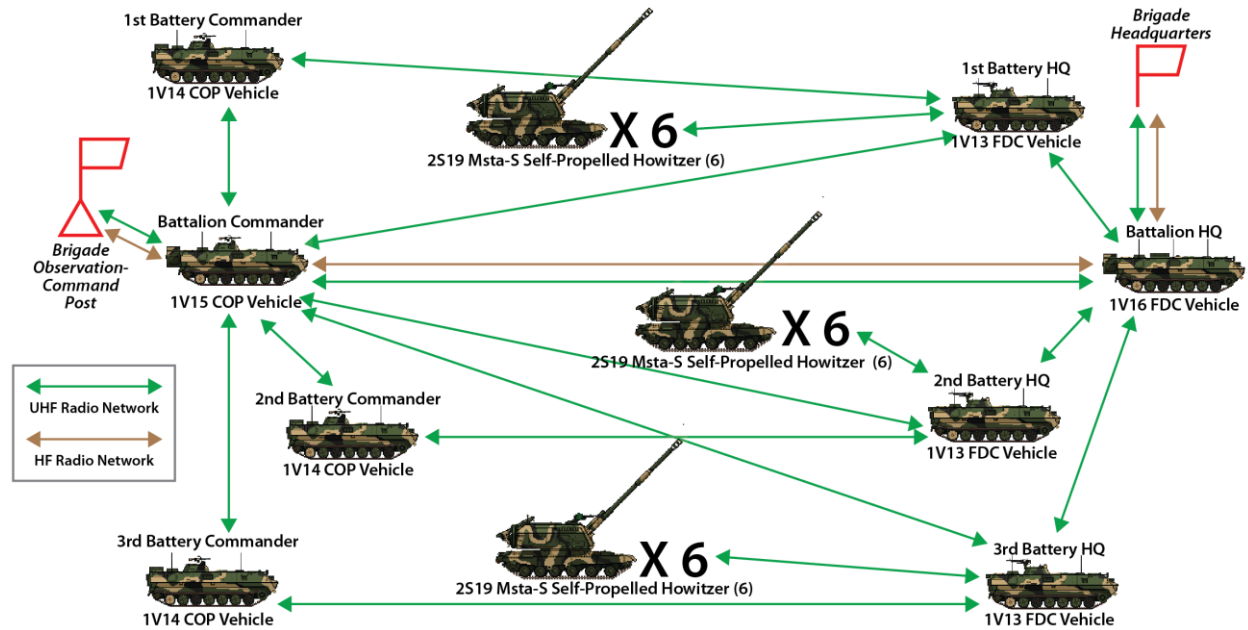 1st Battery Commander
1V14 COP Vehicle
X 6
2S19 Msta-S Self-Propelled Howitzer (6)
1st Battery HQ
1V13 FDC Vehicle
Brigade
Headquarters
Brigade
Observation-
Command
Post
Battalion Commander
1V15 COP Vehicle
X 6
2S19 Msta-S Self-Propelled Howitzer (6)
Battalion HQ
1V16 FDC Vehicle
UHF Radio Network
HF Radio Network
2nd Battery Commander
1V14 COP Vehicle
2nd Battery HQ
1V13 FDC Vehicle
3rd Battery Commander
1V14 COP Vehicle
X 6
2S19 Msta-S Self-Propelled Howitzer (6)
3rd Battery HQ
1V13 FDC Vehicle